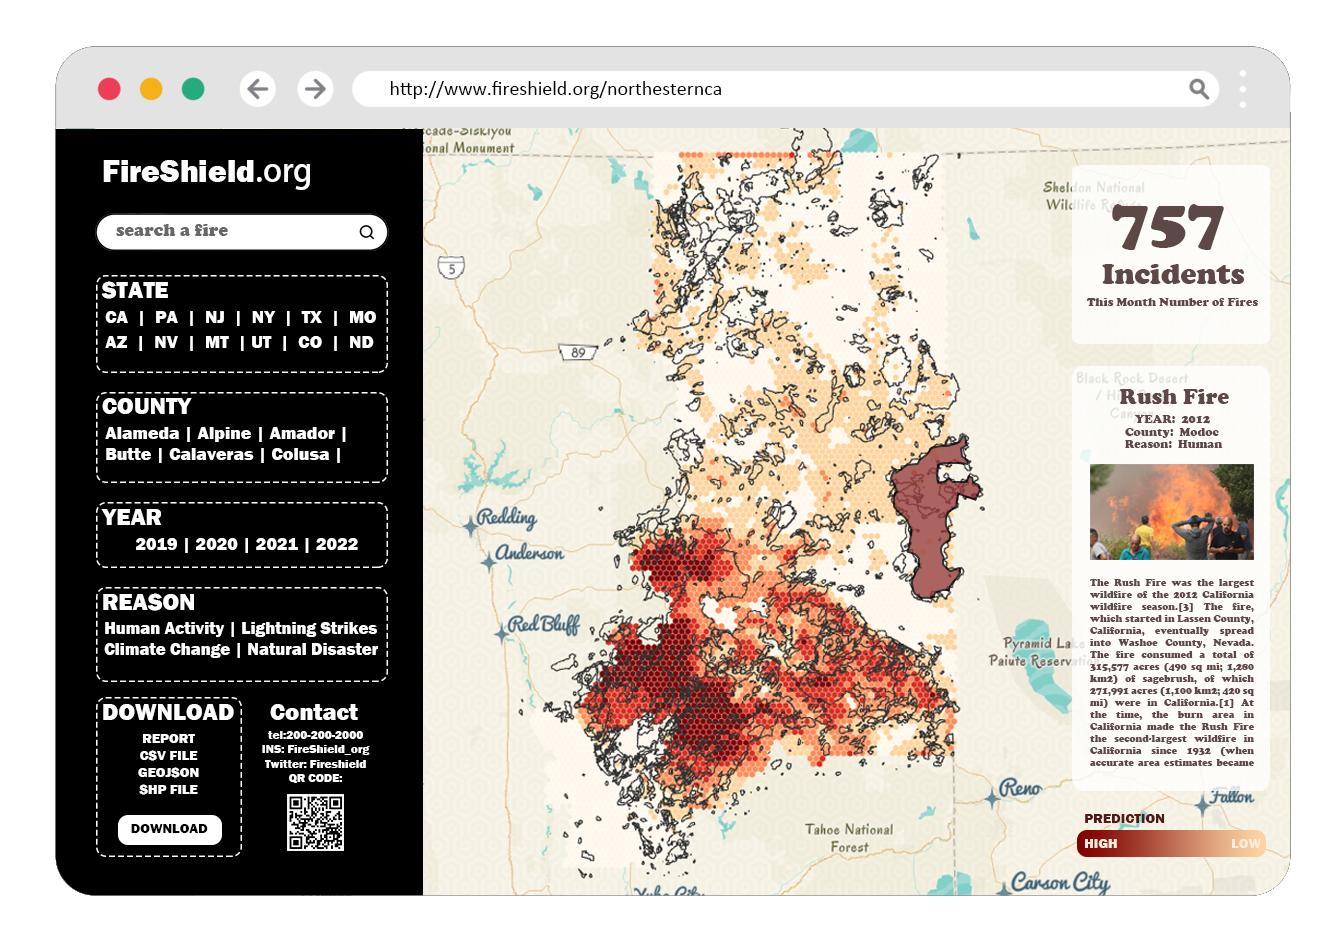 http://www.fireshield.org/northesternca
FireShield.org
search a fire
STATE
CA | PA | NJ | NY | TX | MO
AZ | NV | MT | UT | CO | ND
COUNTY
Alameda | Alpine | Amador |
Butte | Calaveras | Colusa |
YEAR
2019 | 2020 | 2021 | 2022
REASON
Human Activity | Lightning Strikes
Climate Change | Natural Disaster
DOWNLOAD
REPORT
CSV FILE
GEOJSON
SHP FILE
DOWNLOAD
Contact
tel:200-200-2000
INS: FireShield_org
Twitter: Fireshield
QR CODE:
Monument
5
89
Redding
Anderson
Red Bluff
Tahoe National
Forest
Reno
Carson City
Fallon
Pyramid Lake
Paiute Reservation
Sheldon National
Wildlife Refuge
Black Rock Desert
757
Incidents
This Month Number of Fires
Rush Fire
YEAR: 2012
County: Modoc
Reason: Human
The Rush Fire was the largest
wildfire of the 2012 California
wildfire season.[3] The fire,
which started in Lassen County,
California, eventually spread
into Washoe County, Nevada.
The fire consumed a total of
315,577 acres (490 sq mi; 1,280
km2) of sagebrush, of which
271,991 acres (1,100 km2; 420 sq
mi) were in California.[1] At
the time, the burn area in
California made the Rush Fire
the second-largest wildfire in
California since 1932 (when
accurate area estimates became
PREDICTION
HIGH LOW